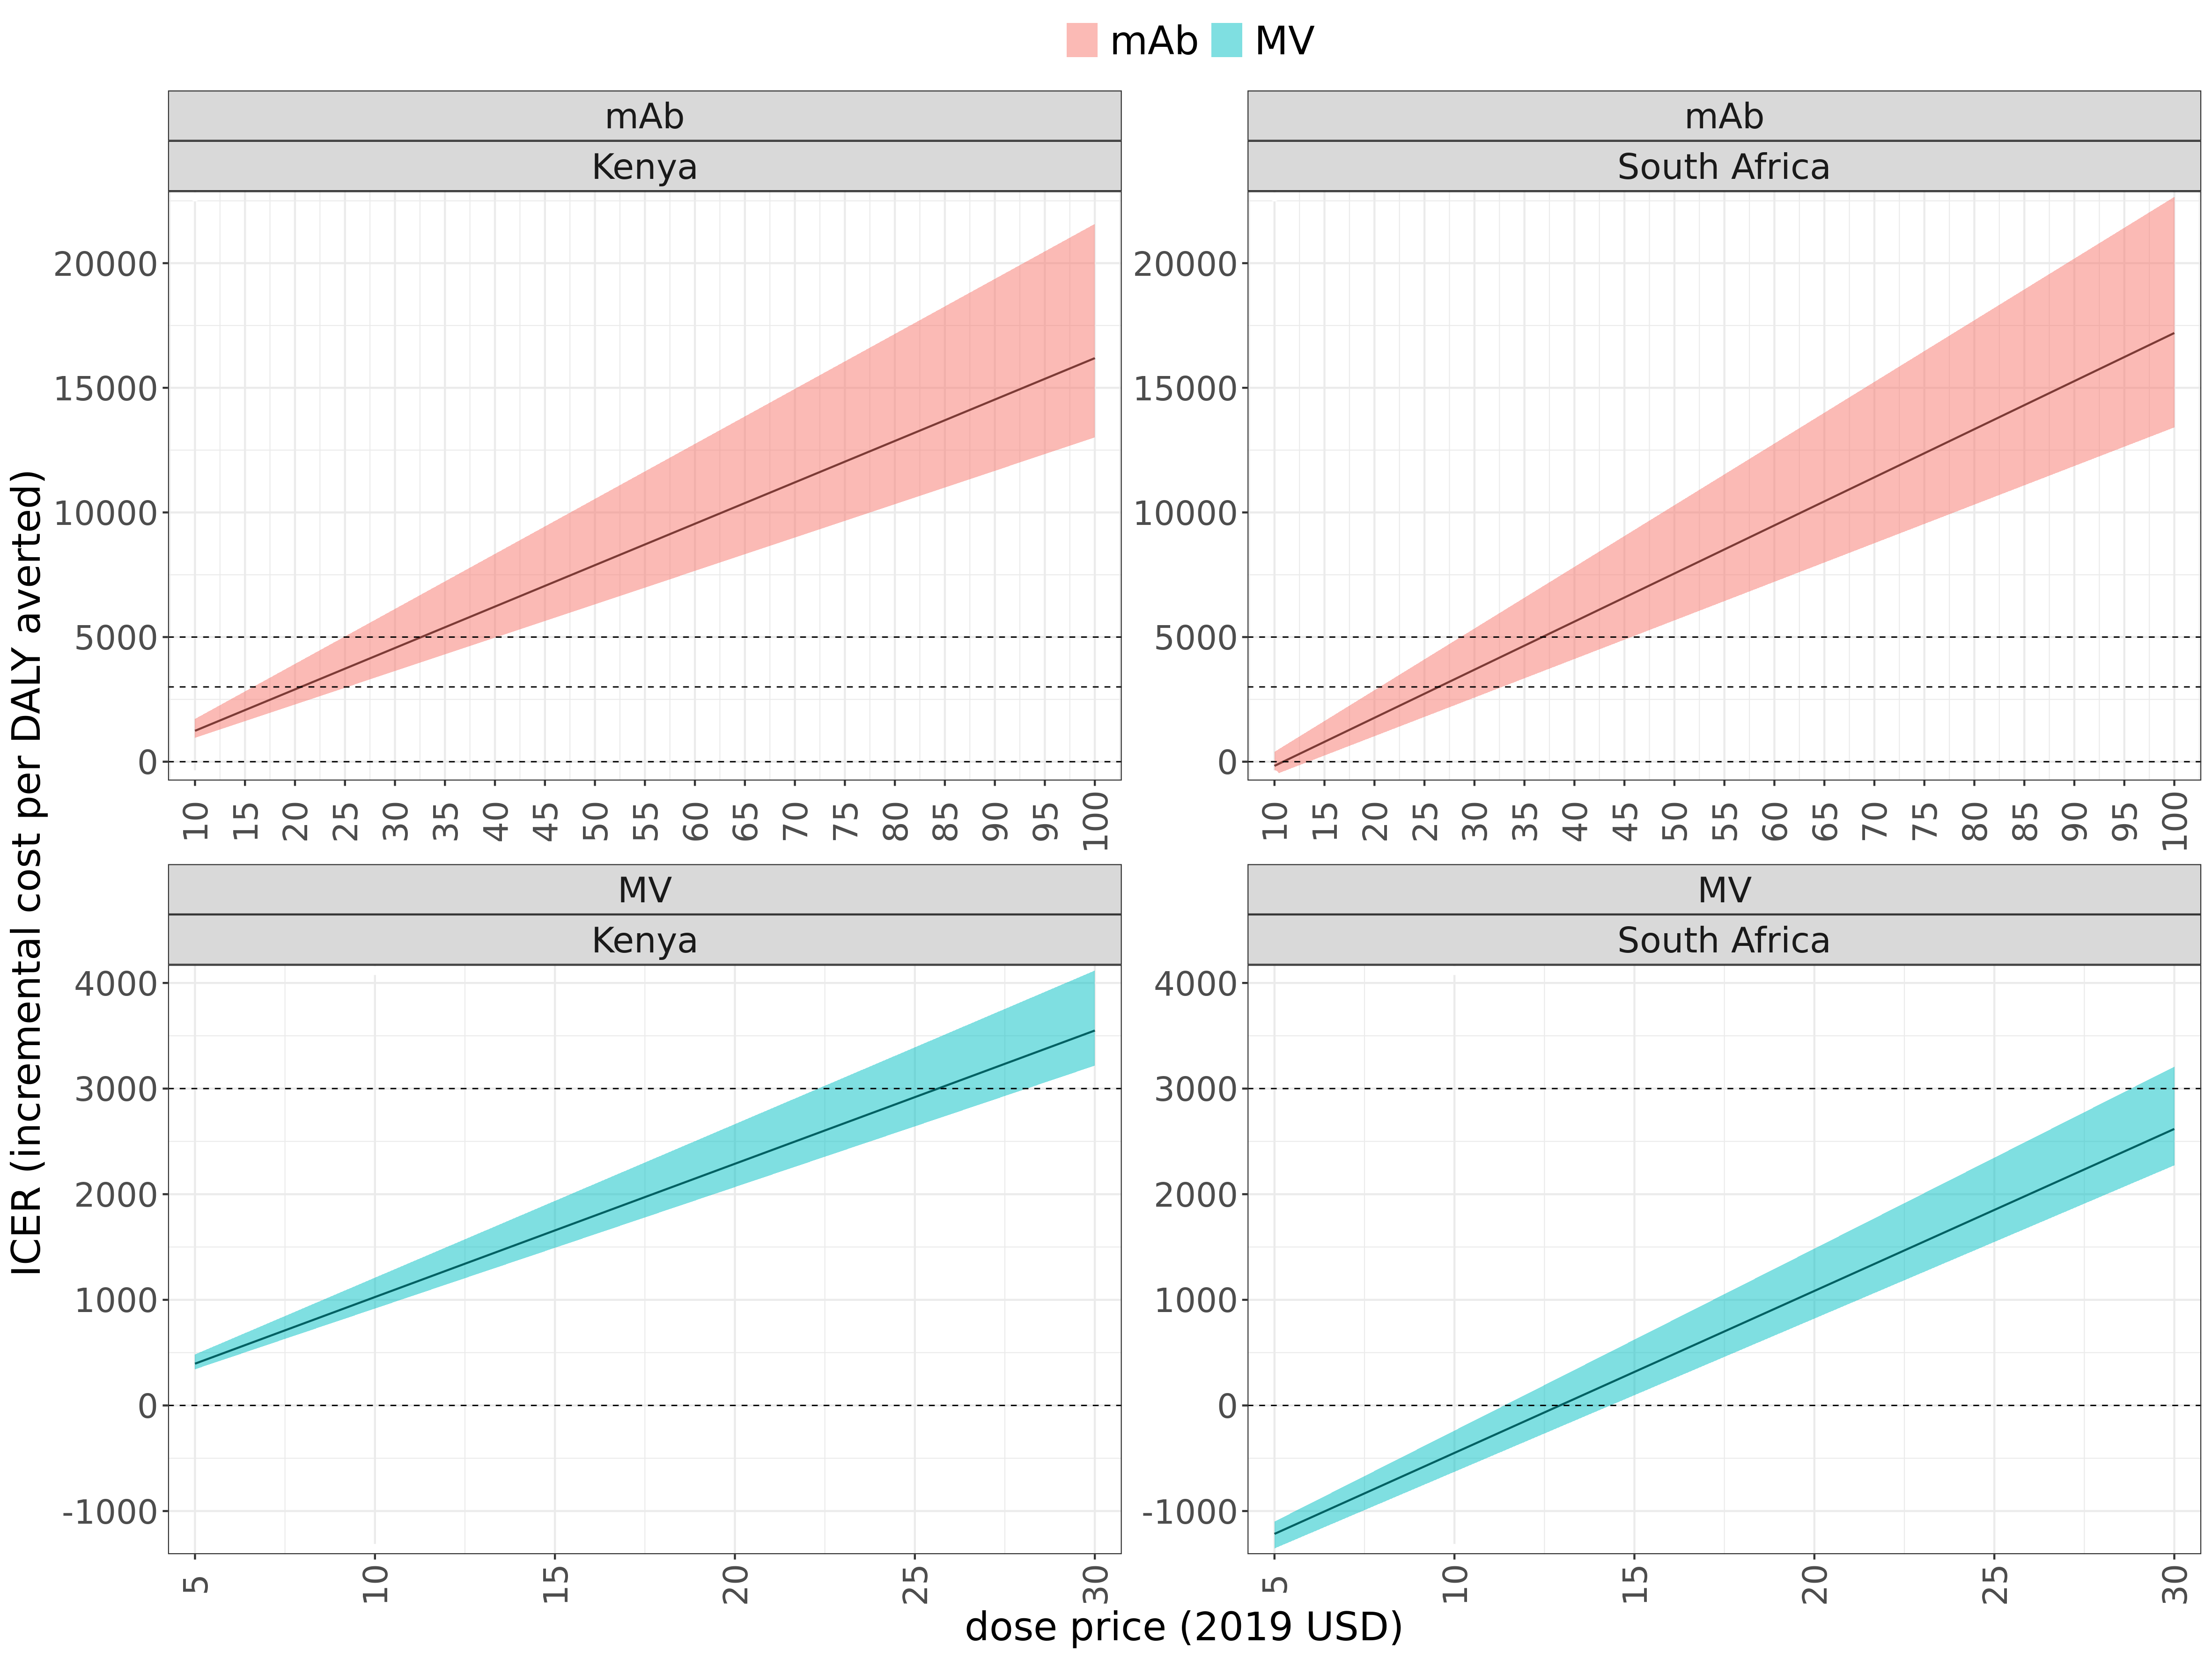 mAb MV
mAb
Kenya
20000
15000
10000
5000
0
10 15 20 25 30 35 40 45 50 55 60 65 70 75 80 85 90 95 100
mAb
South Africa
20000
15000
10000
5000
0
10 15 20 25 30 35 40 45 50 55 60 65 70 75 80 85 90 95 100
MV
Kenya
4000
3000
2000
1000
0
-1000
5 10 15 20 25 30
MV
South Africa
4000
3000
2000
1000
0
-1000
5 10 15 20 25 30
ICER (incremental cost per DALY averted)
dose price (2019 USD)